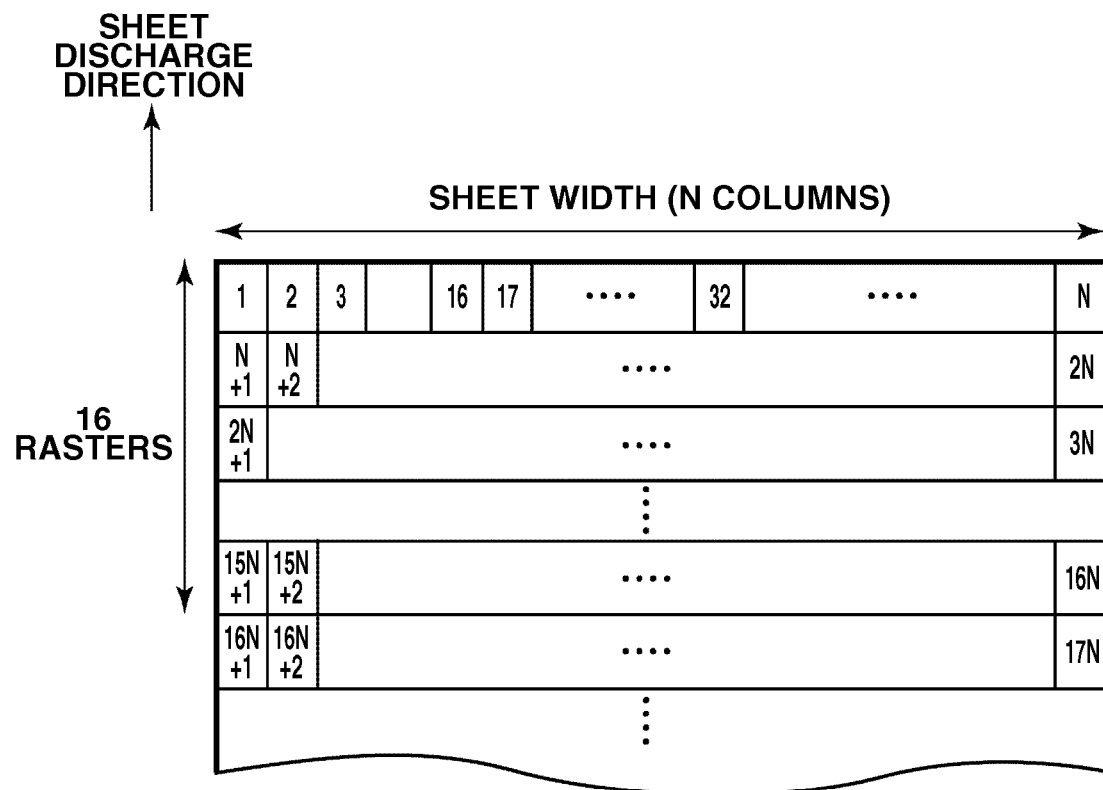 SHEET
DISCHARGE
DIRECTION
SHEET WIDTH (N COLUMNS)
1 2 3 16 17 •••• 32 •••• N
N
+1
N
+2
••••
2N
16
RASTERS
2N
+1
••••
3N
15N
+1
15N
+2
••••
16N
16N
+1
16N
+2
••••
17N